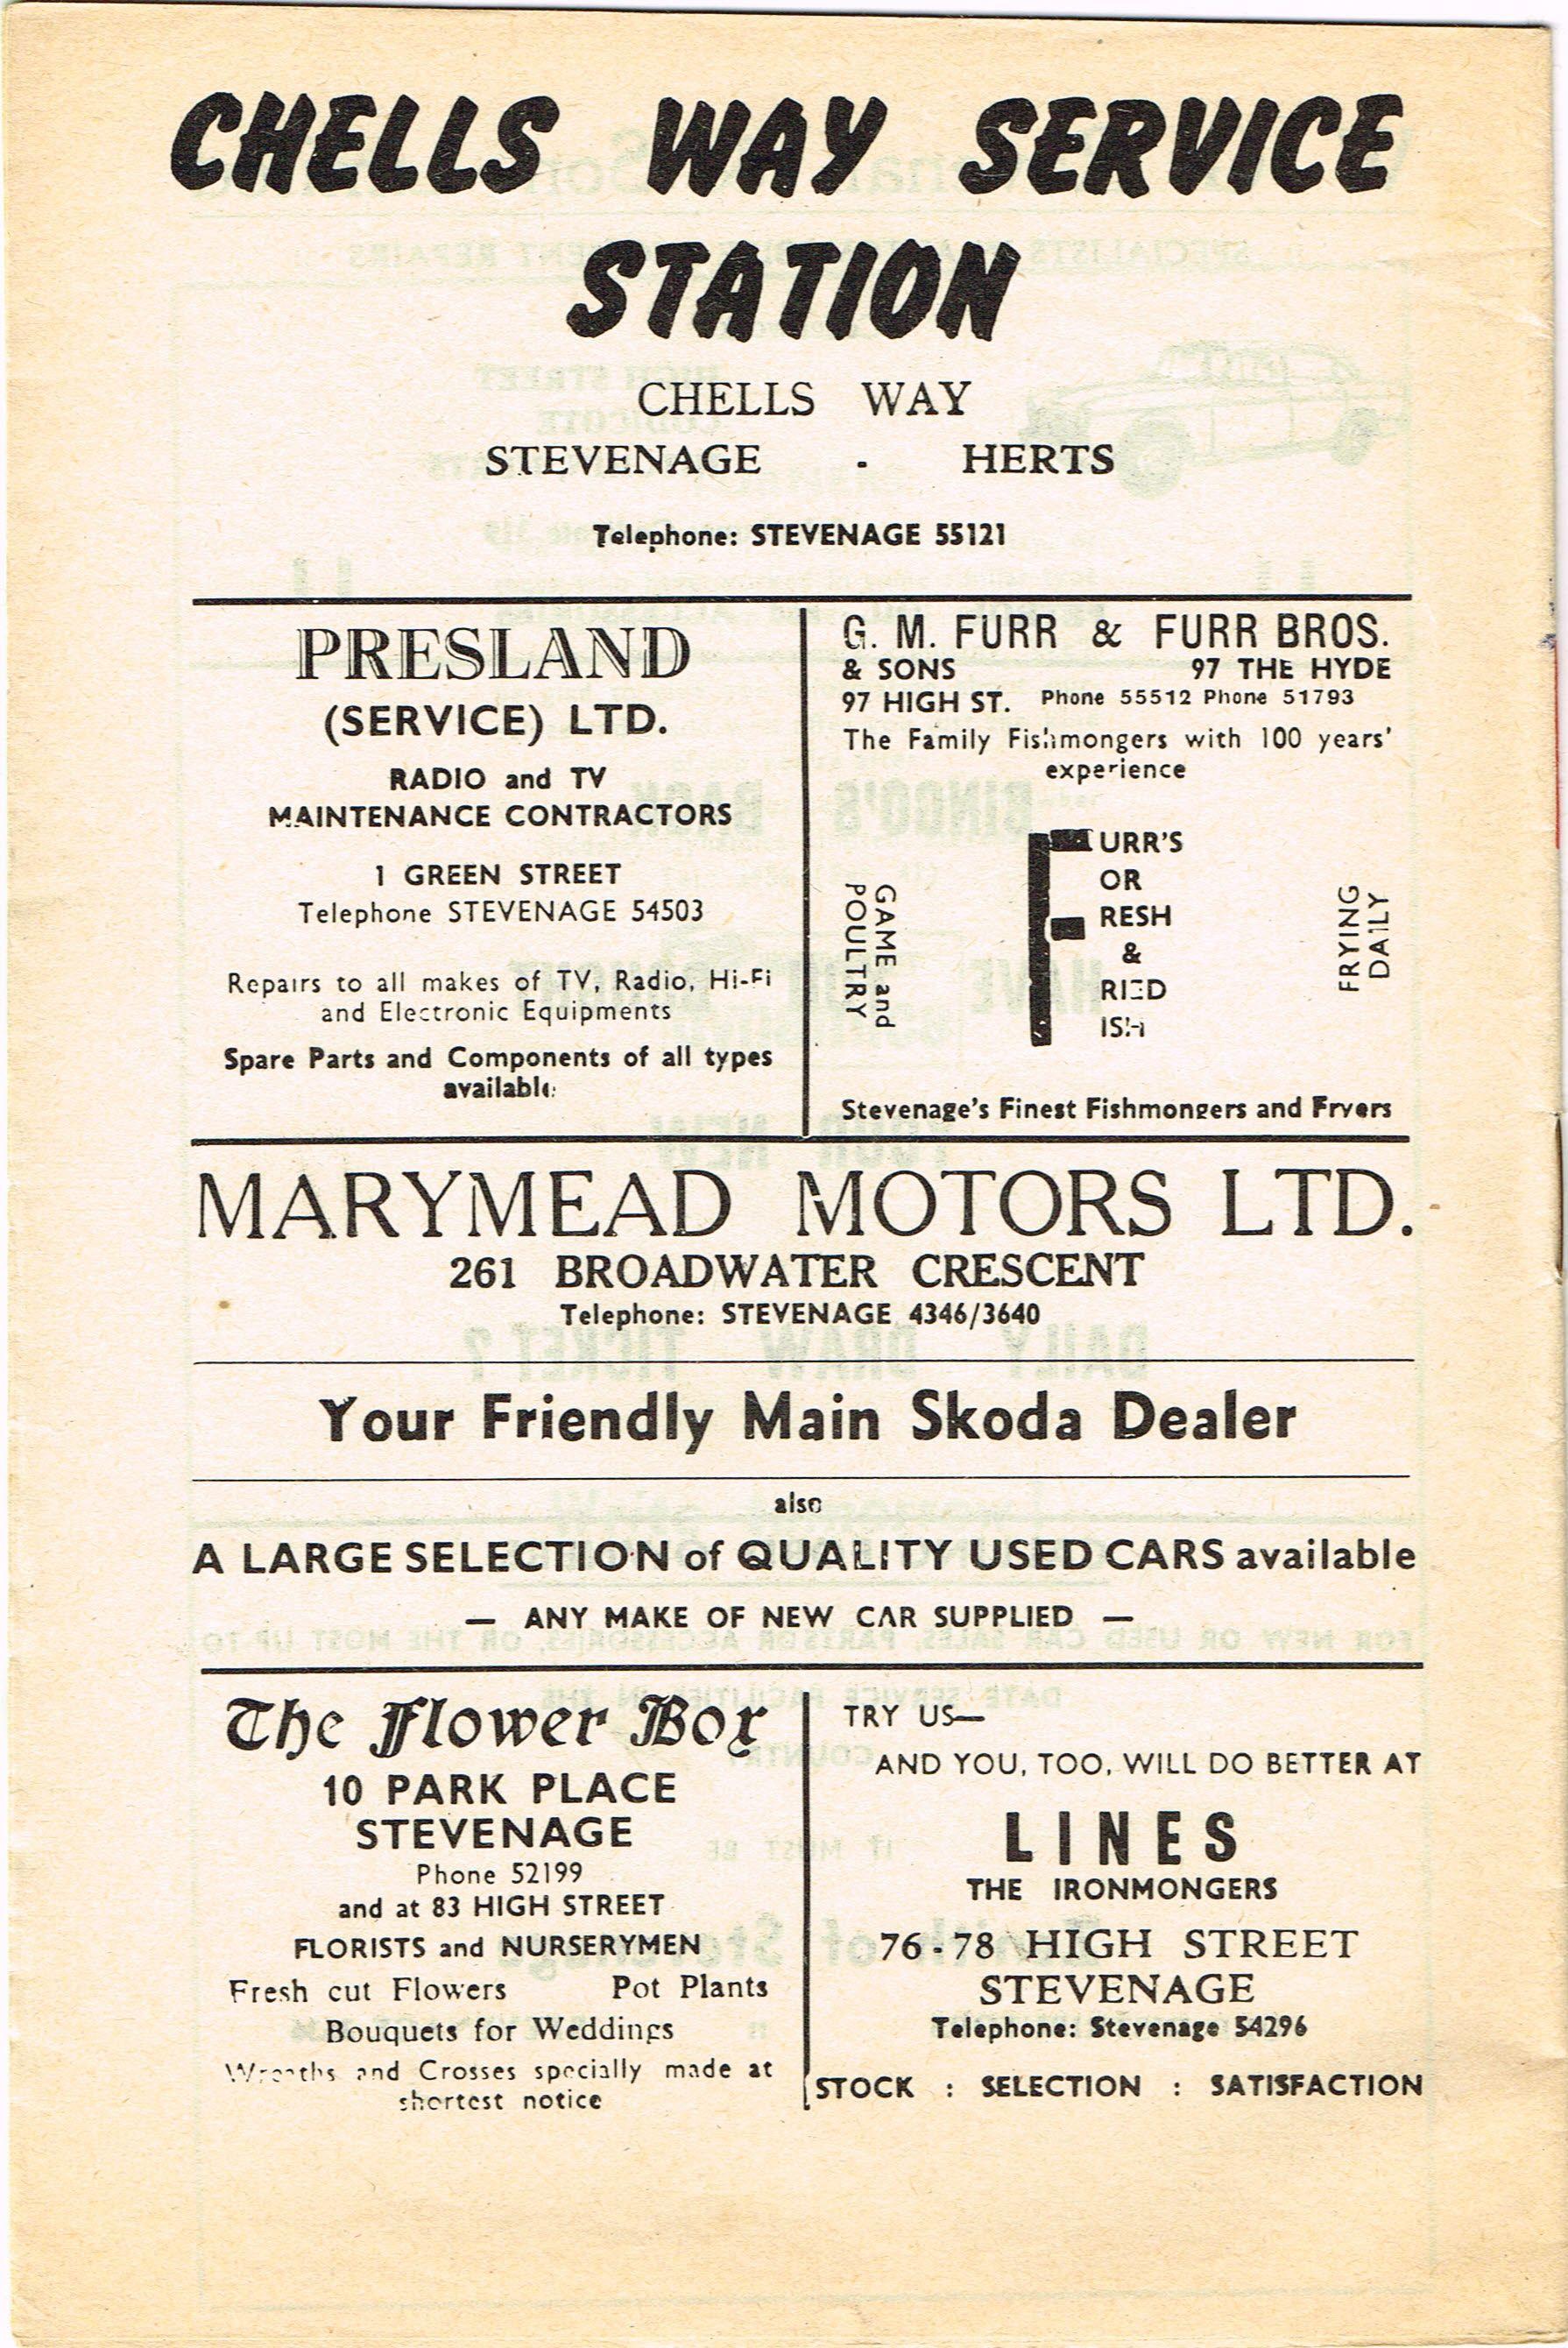 CHELLS WAY SERVICE
STATION
CHELLS WAY
STEVENAGE - HERTS
Telephone: STEVENAGE 55121
PRESLAND
(SERVICE) LTD.
RADIO and TV
MAINTENANCE CONTRACTORS
1 GREEN STREET
Telephone STEVENAGE 54503
Repairs to all makes of TV, Radio, Hi-Fi
and Electronic Equipments
Spare Parts and Components of all types
available
G. M. FURR & FURR BROS.
& SONS 97 THE HYDE
97 HIGH ST. Phone 55512 Phone 51793
The Family Fishmongers with 100 years'
experience
GAME and
POULTRY
FURR'S
OR
RESH
&
RIED
ISH
FRYING
DAILY
Stevenage's Finest Fishmongers and Fryers
MARYMEAD MOTORS LTD.
261 BROADWATER CRESCENT
Telephone: STEVENAGE 4346/3640
Your Friendly Main Skoda Dealer
also
A LARGE SELECTION of QUALITY USED CARS available
— ANY MAKE OF NEW CAR SUPPLIED —
The Flower Box
10 PARK PLACE
STEVENAGE
Phone 52199
and at 83 HIGH STREET
FLORISTS and NURSERYMEN
Fresh cut Flowers Pot Plants
Bouquets for Weddings
Wreaths and Crosses specially made at
shortest notice
TRY US—
AND YOU, TOO, WILL DO BETTER AT
LINES
THE IRONMONGERS
76-78 HIGH STREET
STEVENAGE
Telephone: Stevenage 54296
STOCK : SELECTION : SATISFACTION